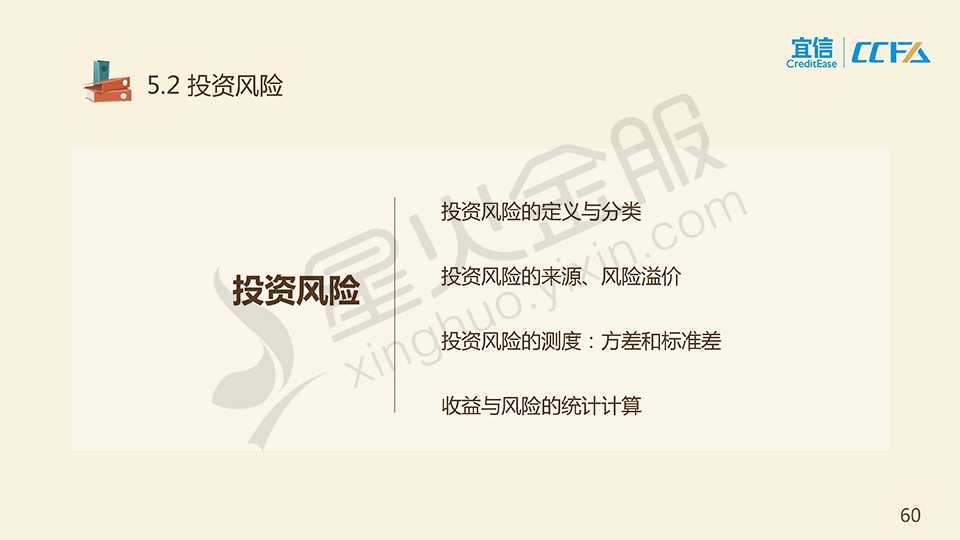 宜信
CreditEase
CCFA
5.2 投资风险
投资风险
投资风险的定义与分类
投资风险的来源、风险溢价
投资风险的测度：方差和标准差
收益与风险的统计计算
星火金服
xinghuo.yixin.com
60